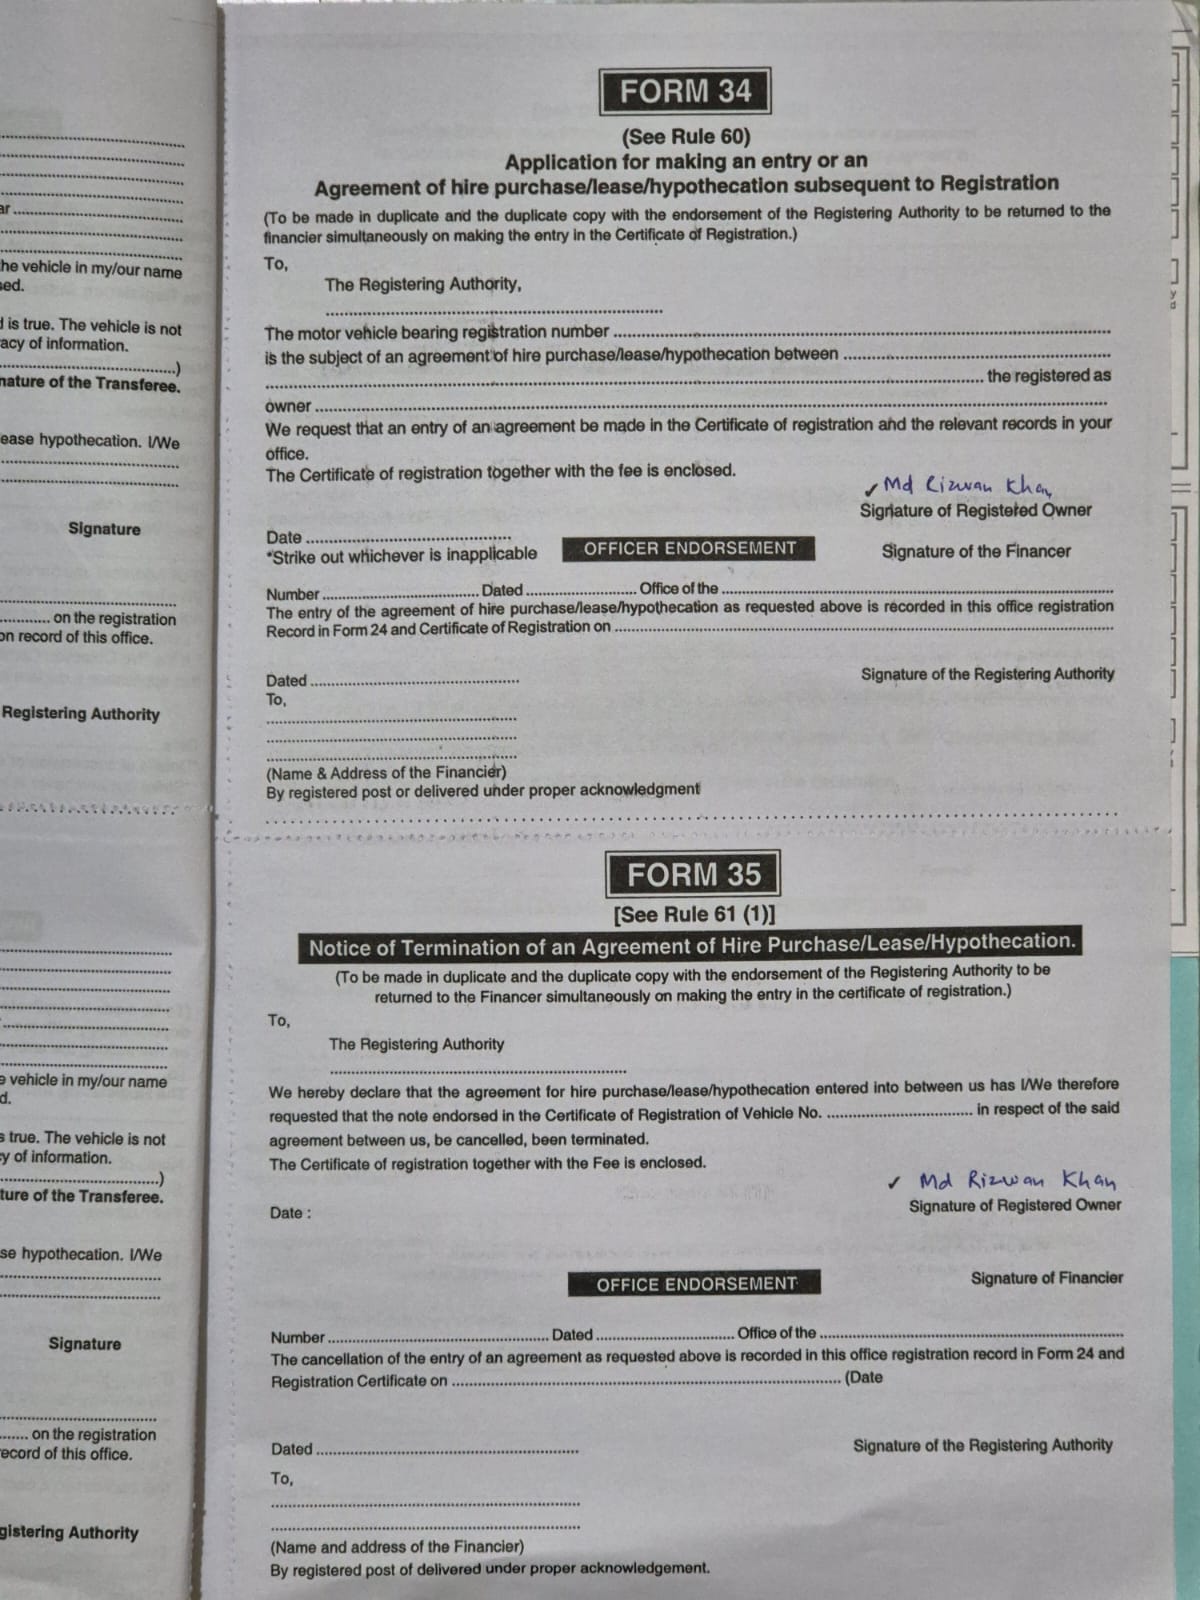 ar
he vehicle in my/our name
sed.
d is true. The vehicle is not
acy of information.
..............................)
nature of the Transferee.
ease hypothecation. I/We
Signature
............ on the registration
on record of this office.
Registering Authority
e vehicle in my/our name
d.
s true. The vehicle is not
cy of information.
..............................)
ture of the Transferee.
se hypothecation. I/We
Signature
....... on the registration
ecord of this office.
gistering Authority
FORM 34
(See Rule 60)
Application for making an entry or an
Agreement of hire purchase/lease/hypothecation subsequent to Registration
(To be made in duplicate and the duplicate copy with the endorsement of the Registering Authority to be returned to the
financier simultaneously on making the entry in the Certificate of Registration.)
To,
The Registering Authority,
..............................
The motor vehicle bearing registration number ..............................
is the subject of an agreement of hire purchase/lease/hypothecation between ..............................
.............................. the registered as
owner ..............................
We request that an entry of an agreement be made in the Certificate of registration and the relevant records in your
office.
The Certificate of registration together with the fee is enclosed.
✓ Md Rizwan Khan
Signature of Registered Owner
Date ..............................
*Strike out whichever is inapplicable
OFFICER ENDORSEMENT
Signature of the Financer
Number .............................. Dated .............................. Office of the ..............................
The entry of the agreement of hire purchase/lease/hypothecation as requested above is recorded in this office registration
Record in Form 24 and Certificate of Registration on ..............................
Dated .............................. Signature of the Registering Authority
To,
..............................
..............................
..............................
(Name & Address of the Financier)
By registered post or delivered under proper acknowledgment
FORM 35
[See Rule 61 (1)]
Notice of Termination of an Agreement of Hire Purchase/Lease/Hypothecation.
(To be made in duplicate and the duplicate copy with the endorsement of the Registering Authority to be
returned to the Financer simultaneously on making the entry in the certificate of registration.)
To,
The Registering Authority
..............................
We hereby declare that the agreement for hire purchase/lease/hypothecation entered into between us has I/We therefore
requested that the note endorsed in the Certificate of Registration of Vehicle No. .............................. in respect of the said
agreement between us, be cancelled, been terminated.
The Certificate of registration together with the Fee is enclosed.
✓ Md Rizwan Khan
Date : Signature of Registered Owner
OFFICE ENDORSEMENT
Signature of Financier
Number .............................. Dated .............................. Office of the ..............................
The cancellation of the entry of an agreement as requested above is recorded in this office registration record in Form 24 and
Registration Certificate on .............................. (Date
Dated .............................. Signature of the Registering Authority
To,
..............................
..............................
(Name and address of the Financier)
By registered post of delivered under proper acknowledgement.